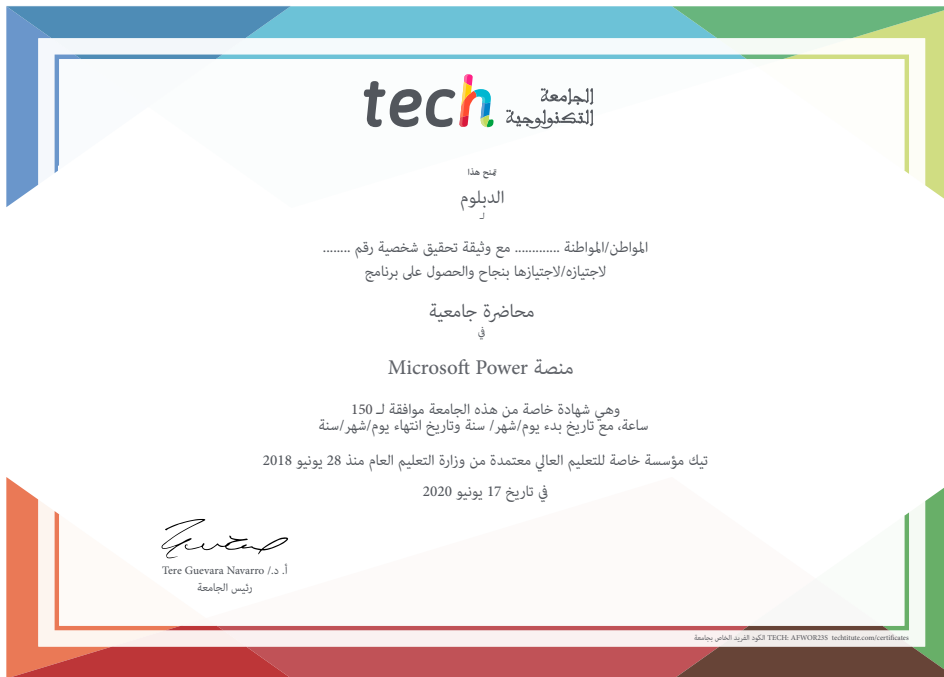 tech الجامعة
التكنولوجية
يمنح هذا
الدبلوم
لـ
المواطن/المواطنة ............. مع وثيقة تحقيق شخصية رقم ........
لاجتيازه/لاجتيازها بنجاح والحصول على برنامج
محاضرة جامعية
في
منصة Microsoft Power
وهي شهادة خاصة من هذه الجامعة موافقة لـ 150
ساعة، مع تاريخ بدء يوم/شهر/ سنة وتاريخ انتهاء يوم/شهر/سنة
تيك مؤسسة خاصة للتعليم العالي معتمدة من وزارة التعليم العام منذ 28 يونيو 2018
في تاريخ 17 يونيو 2020
أ. د./ Tere Guevara Navarro
رئيس الجامعة
الكود الفريد الخاص بجامعة TECH: AFWOR23S techtitute.com/certificates